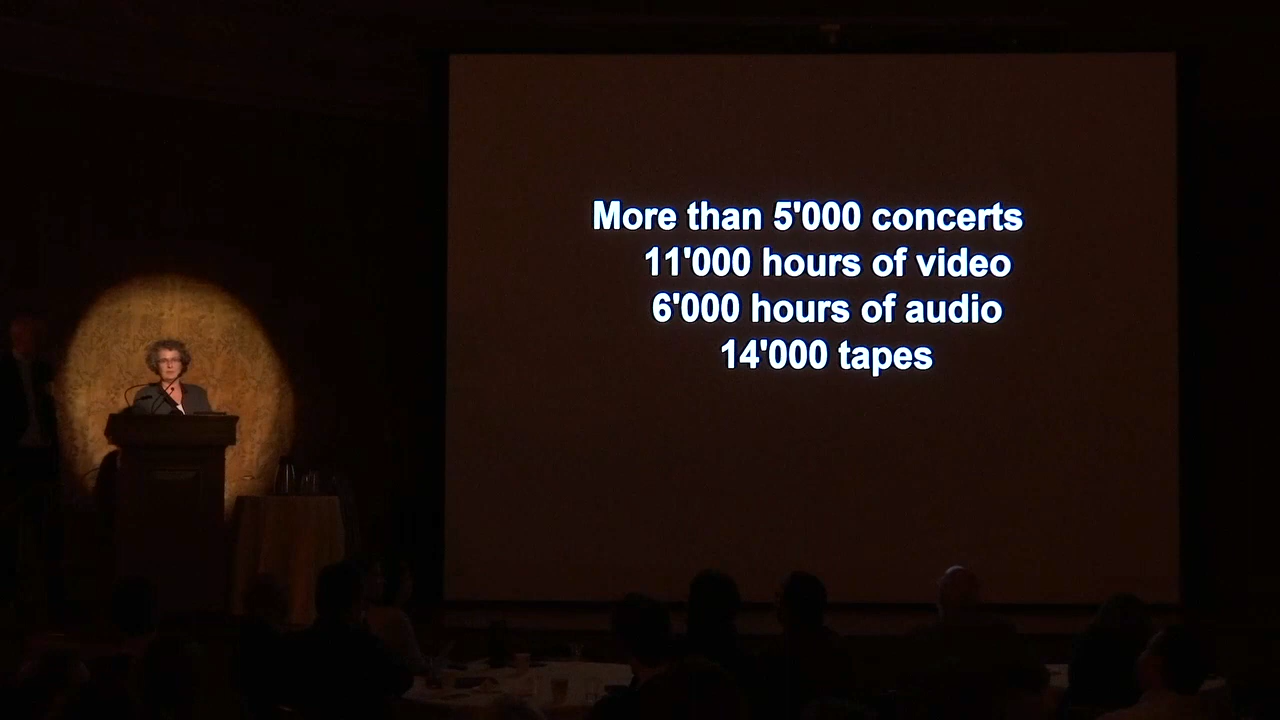 More than 5'000 concerts
11'000 hours of video
6'000 hours of audio
14'000 tapes